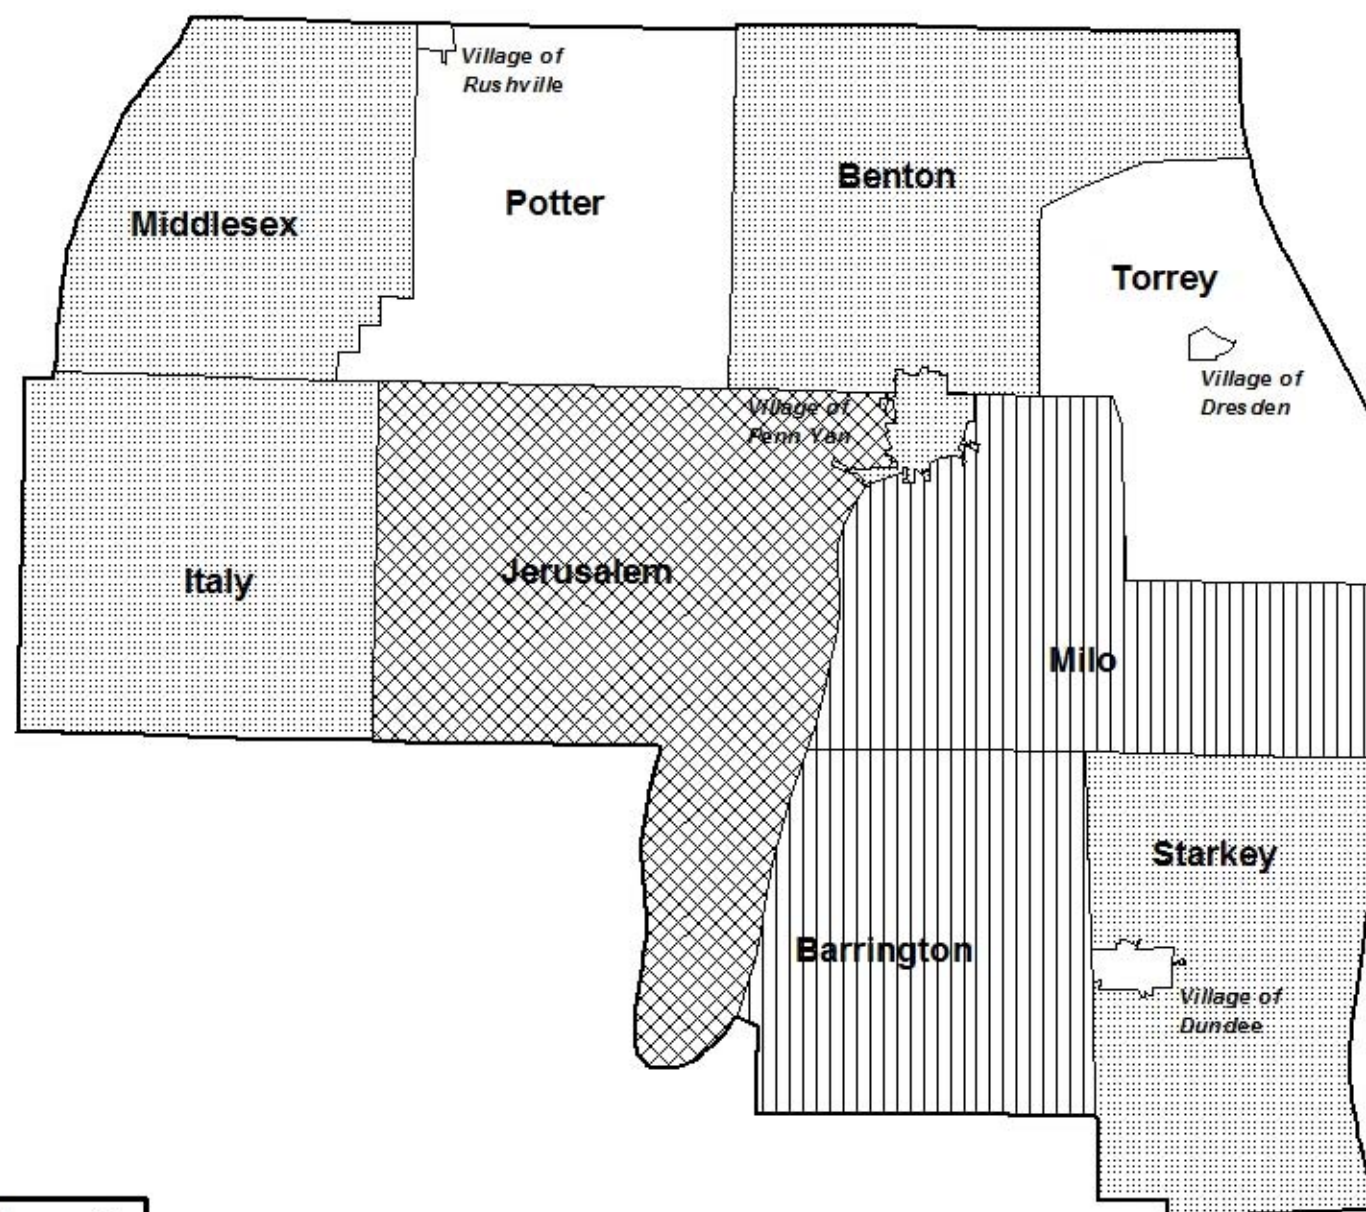 Village of
Rushville
Potter
Benton
Middlesex
Torrey
Village of
Dresden
Village of
Penn Yan
Jerusalem
Italy
Milo
Starkey
Barrington
Village of
Dundee